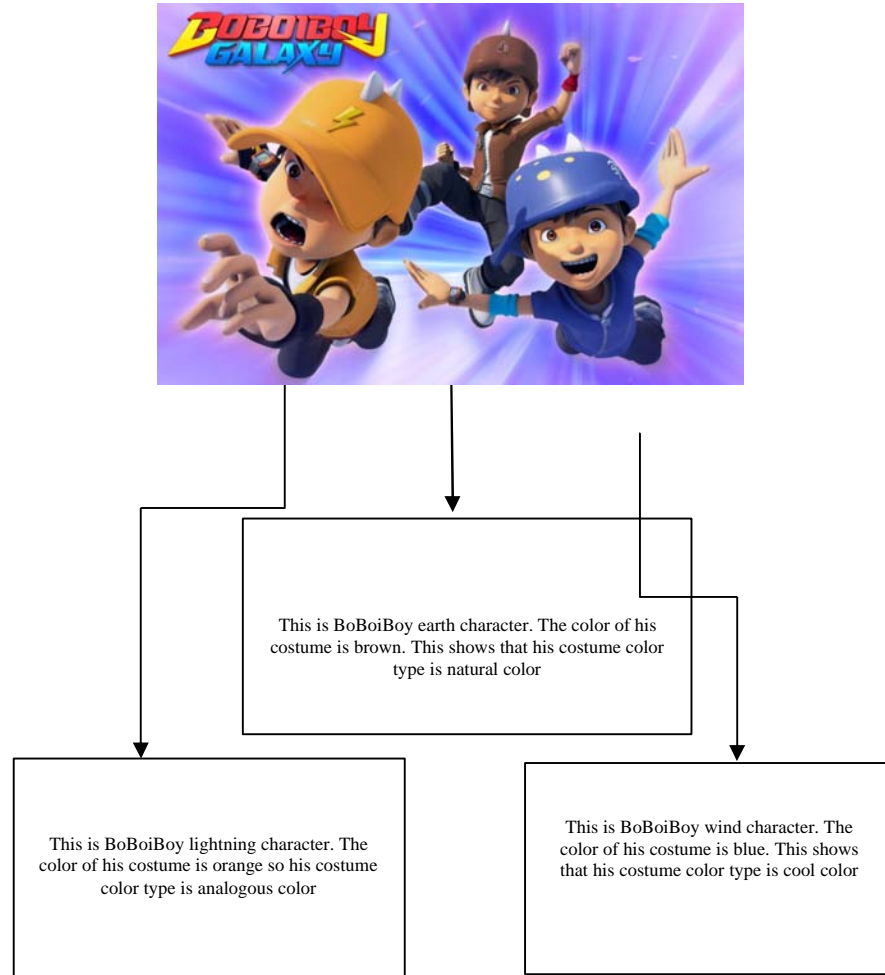 BOBOIBOY
GALAXY
This is BoBoiBoy earth character. The color of his
costume is brown. This shows that his costume color
type is natural color
This is BoBoiBoy lightning character. The
color of his costume is orange so his costume
color type is analogous color
This is BoBoiBoy wind character. The
color of his costume is blue. This shows
that his costume color type is cool color